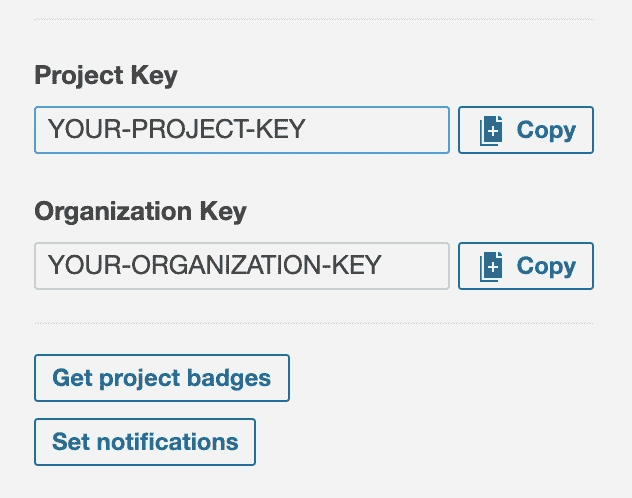 Project Key
YOUR-PROJECT-KEY
Copy
Organization Key
YOUR-ORGANIZATION-KEY
Copy
Get project badges
Set notifications